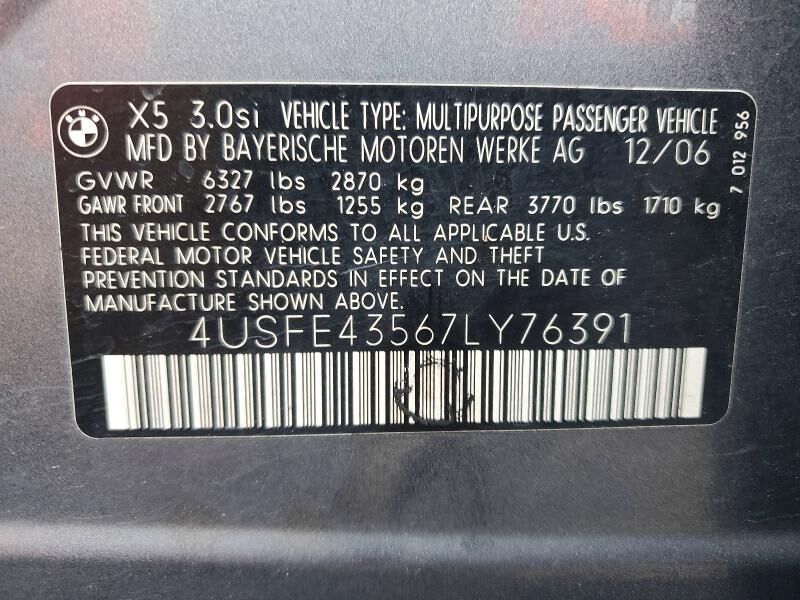 BMW
X5 3.0si VEHICLE TYPE: MULTIPURPOSE PASSENGER VEHICLE
MFD BY BAYERISCHE MOTOREN WERKE AG 12/06
GVWR 6327 lbs 2870 kg
GAWR FRONT 2767 lbs 1255 kg REAR 3770 lbs 1710 kg
THIS VEHICLE CONFORMS TO ALL APPLICABLE U.S.
FEDERAL MOTOR VEHICLE SAFETY AND THEFT
PREVENTION STANDARDS IN EFFECT ON THE DATE OF
MANUFACTURE SHOWN ABOVE.
4USFE43567LY76391
7 012 956